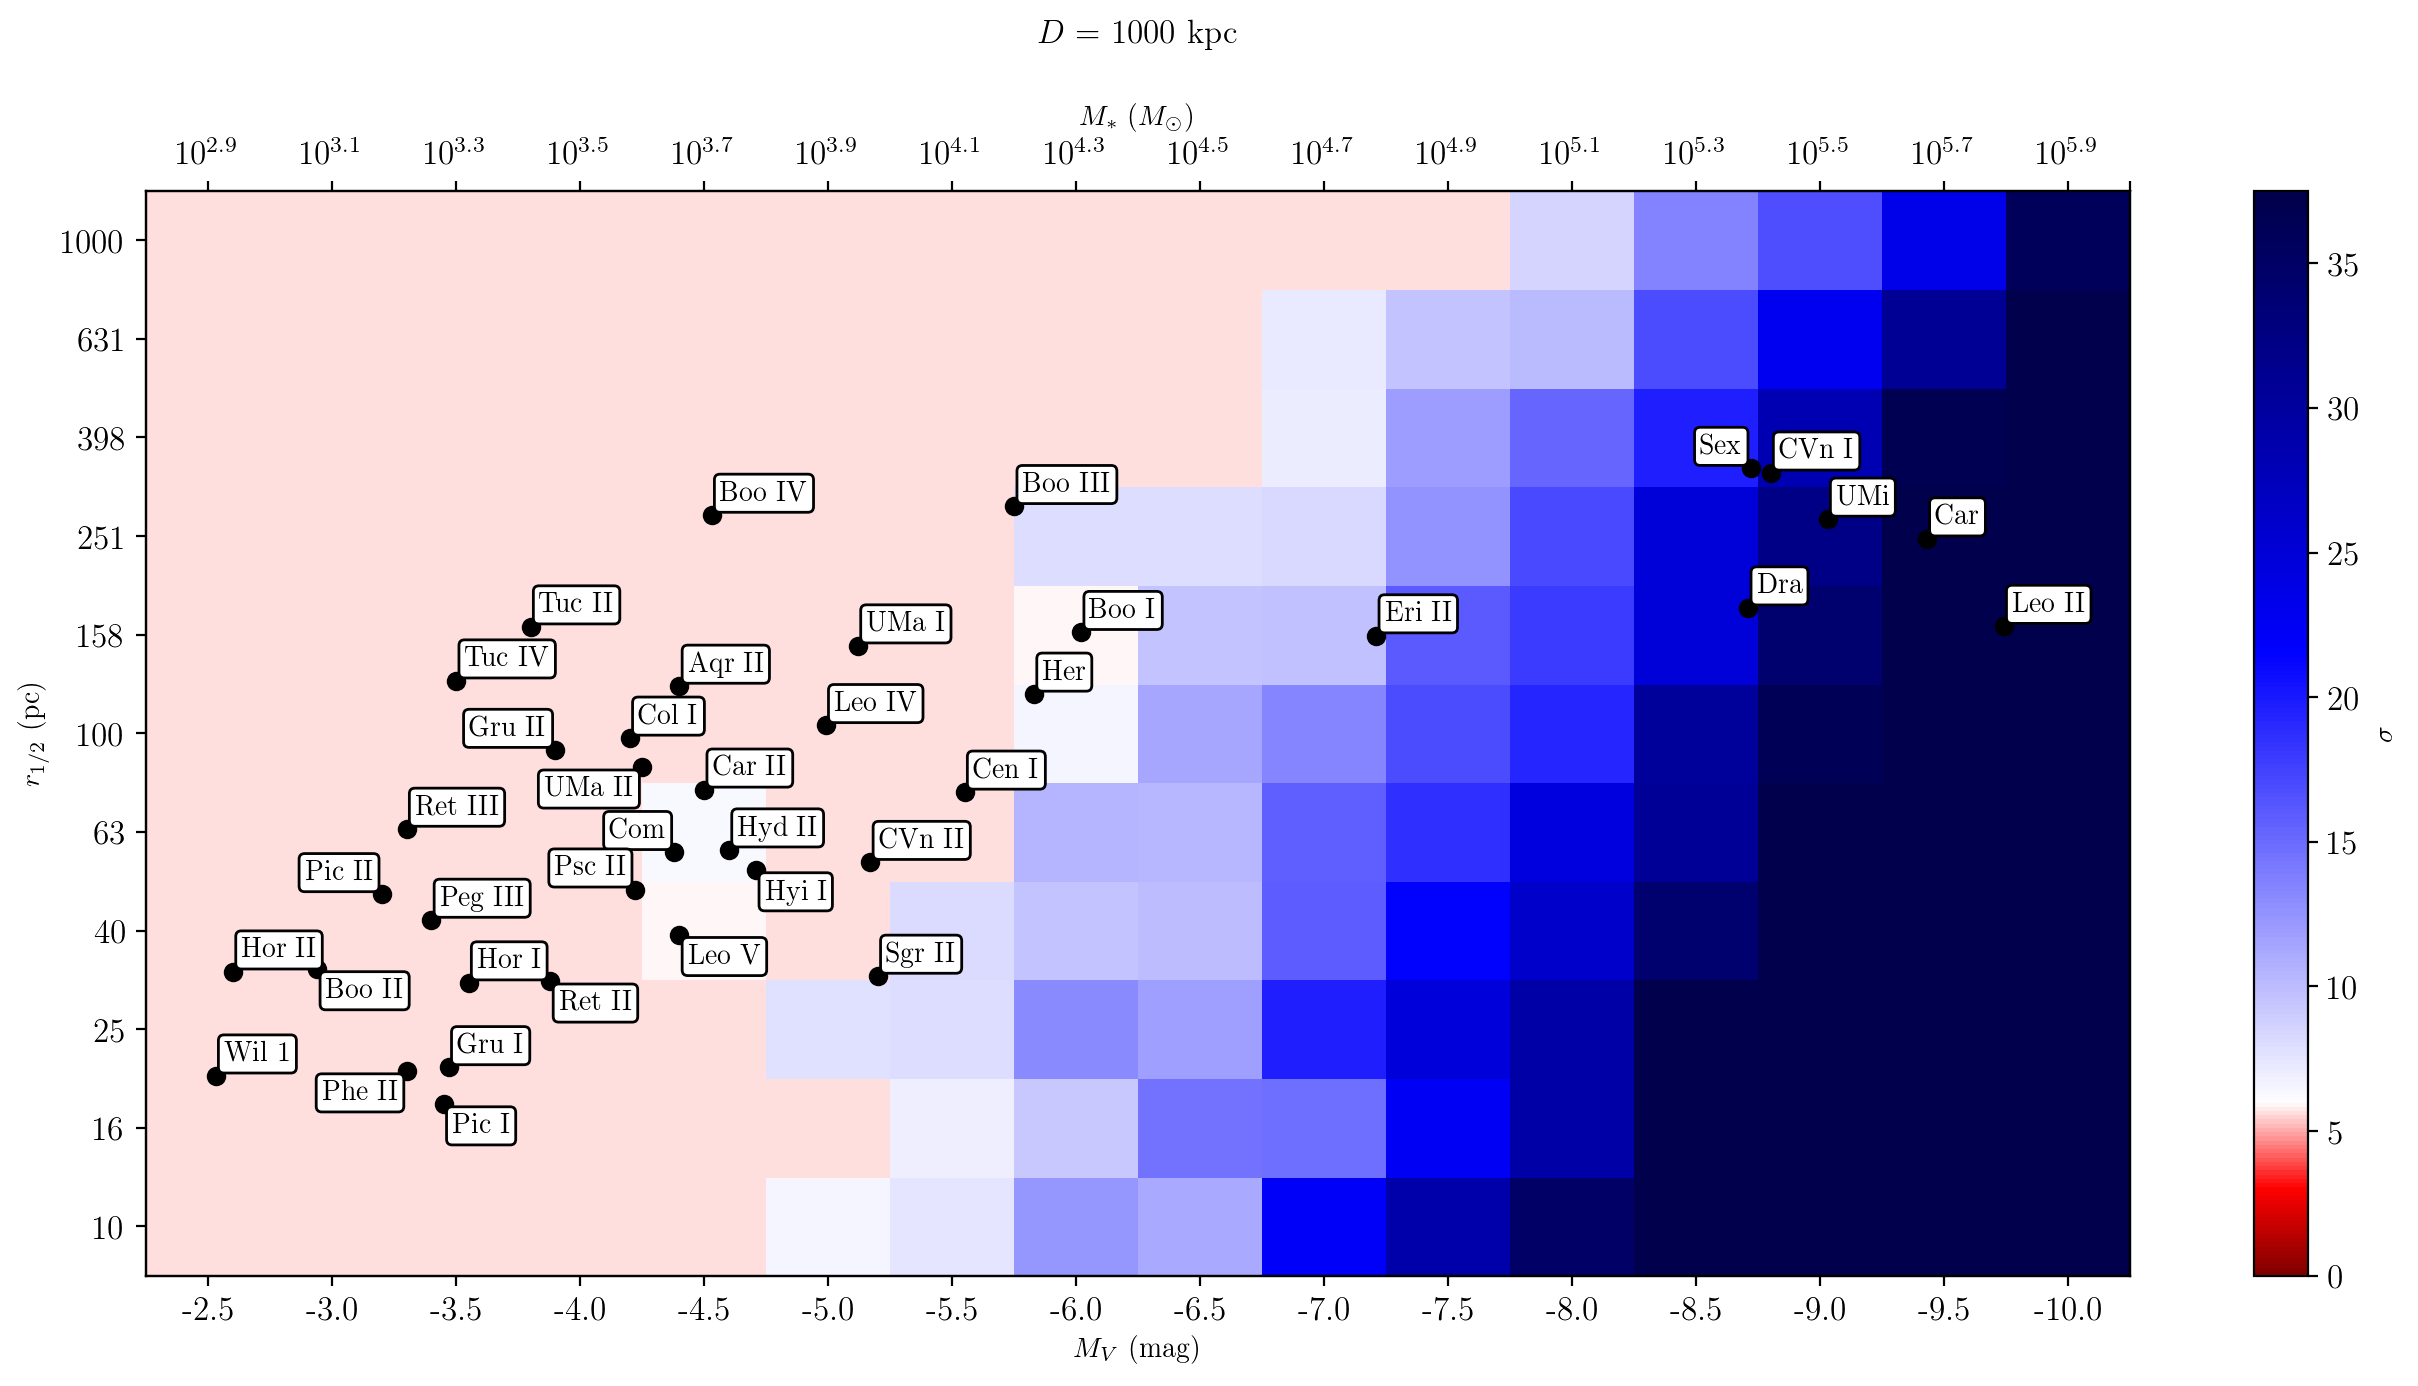 D = 1000 kpc
M* (M⊙)
10^2.9 10^3.1 10^3.3 10^3.5 10^3.7 10^3.9 10^4.1 10^4.3 10^4.5 10^4.7 10^4.9 10^5.1 10^5.3 10^5.5 10^5.7 10^5.9
1000
631
398
251
158
100
63
40
25
16
10
r1/2 (pc)
Sex
CVn I
Boo III
Boo IV
UMi
Car
Dra
Tuc II
Leo II
Boo I
Eri II
UMa I
Tuc IV
Aqr II
Her
Leo IV
Col I
Gru II
Cen I
Car II
UMa II
Ret III
Com
Hyd II
CVn II
Pic II
Psc II
Hyi I
Peg III
Hor II
Leo V
Sgr II
Hor I
Boo II
Ret II
Gru I
Wil 1
Phe II
Pic I
-2.5 -3.0 -3.5 -4.0 -4.5 -5.0 -5.5 -6.0 -6.5 -7.0 -7.5 -8.0 -8.5 -9.0 -9.5 -10.0
MV (mag)
35
30
25
20
15
10
5
0
σ